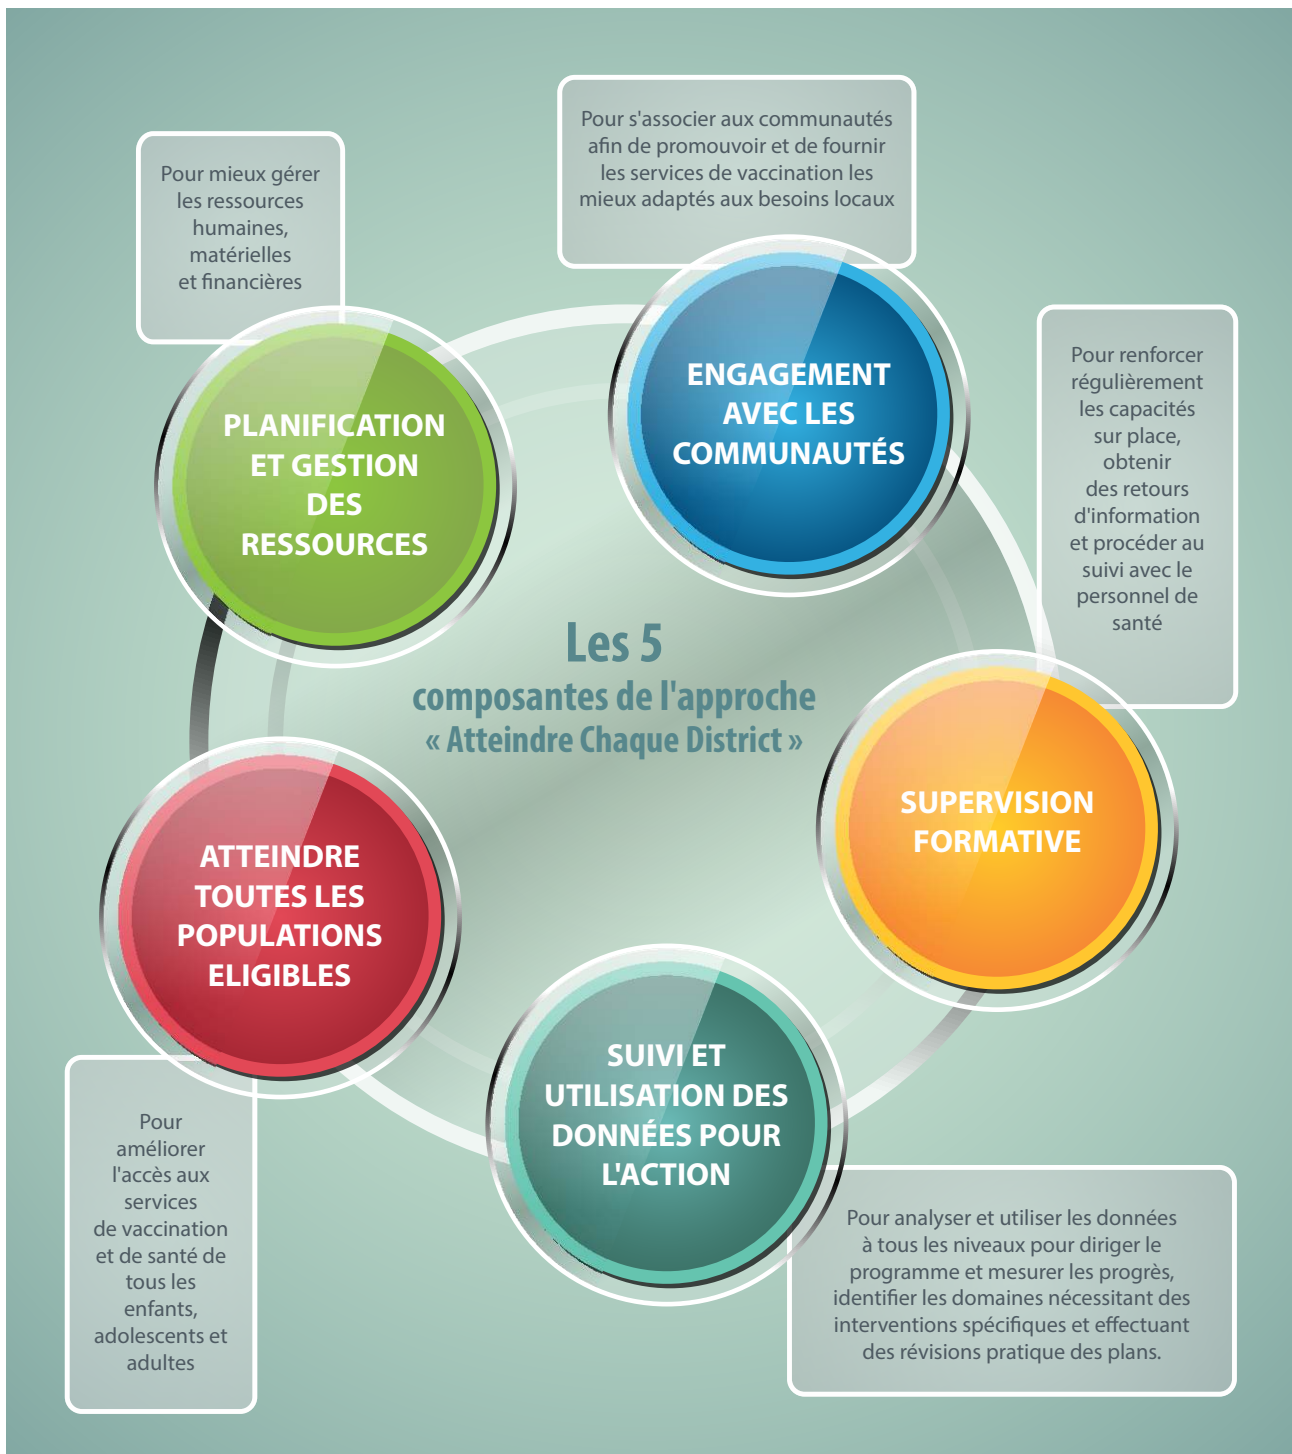 Pour s'associer aux communautés
afin de promouvoir et de fournir
les services de vaccination les
mieux adaptés aux besoins locaux
Pour mieux gérer
les ressources
humaines,
matérielles
et financières
ENGAGEMENT
AVEC LES
COMMUNAUTÉS
Pour renforcer
régulièrement
les capacités
sur place,
obtenir
des retours
d'information
et procéder au
suivi avec le
personnel de
santé
PLANIFICATION
ET GESTION
DES
RESSOURCES
Les 5
composantes de l'approche
« Atteindre Chaque District »
SUPERVISION
FORMATIVE
ATTEINDRE
TOUTES LES
POPULATIONS
ELIGIBLES
SUIVI ET
UTILISATION DES
DONNÉES POUR
L'ACTION
Pour
améliorer
l'accès aux
services
de vaccination
et de santé de
tous les
enfants,
adolescents et
adultes
Pour analyser et utiliser les données
à tous les niveaux pour diriger le
programme et mesurer les progrès,
identifier les domaines nécessitant des
interventions spécifiques et effectuant
des révisions pratique des plans.